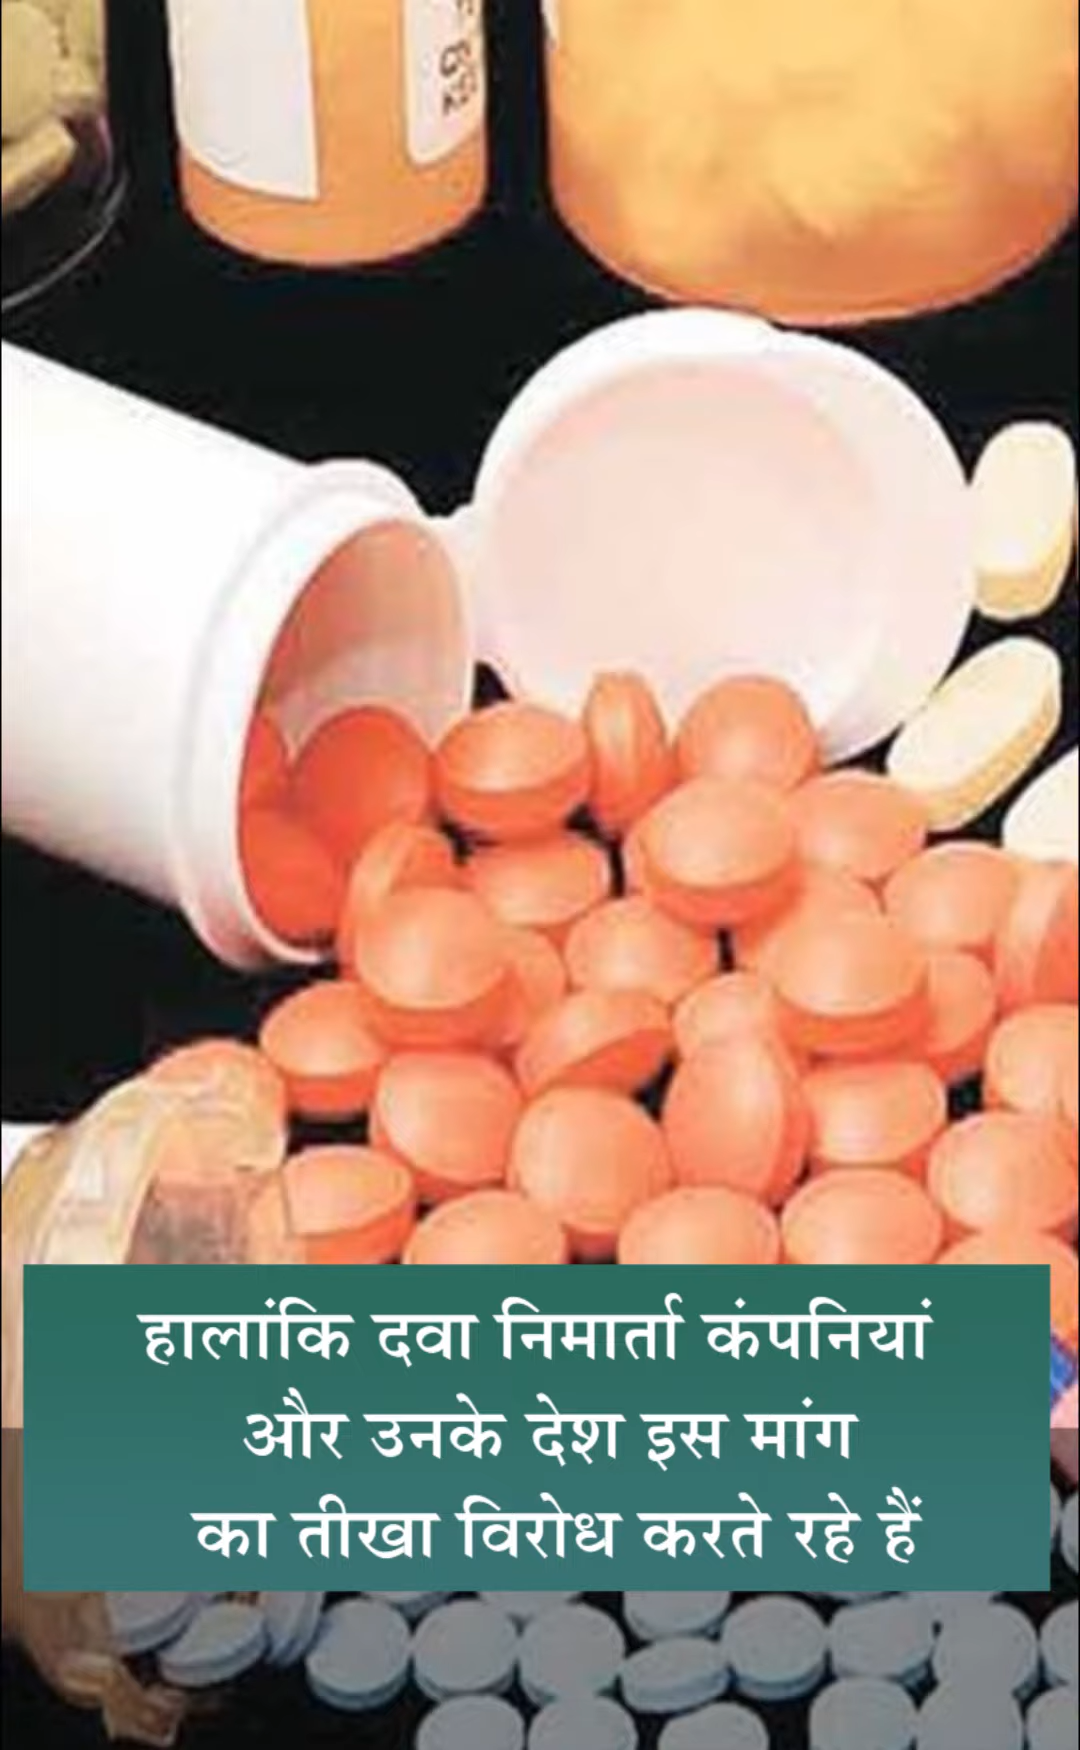 हालांकि दवा निमार्ता कंपनियां
और उनके देश इस मांग
का तीखा विरोध करते रहे हैं